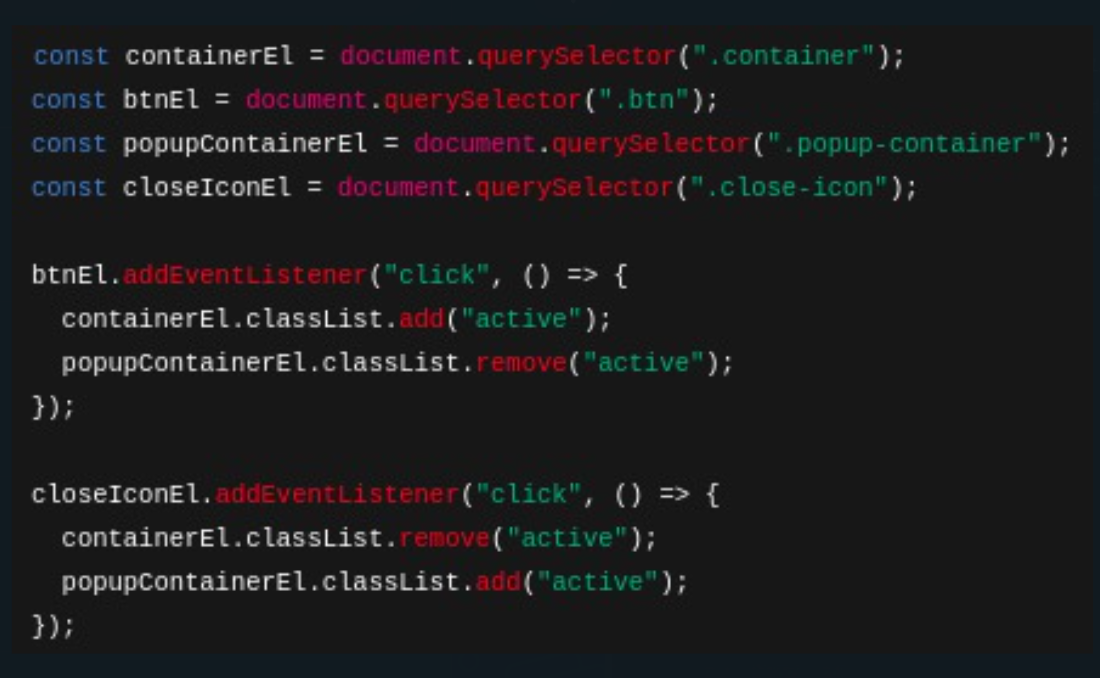 const containerEl = document.querySelector(".container");
const btnEl = document.querySelector(".btn");
const popupContainerEl = document.querySelector(".popup-container");
const closeIconEl = document.querySelector(".close-icon");

btnEl.addEventListener("click", () => {
  containerEl.classList.add("active");
  popupContainerEl.classList.remove("active");
});

closeIconEl.addEventListener("click", () => {
  containerEl.classList.remove("active");
  popupContainerEl.classList.add("active");
});